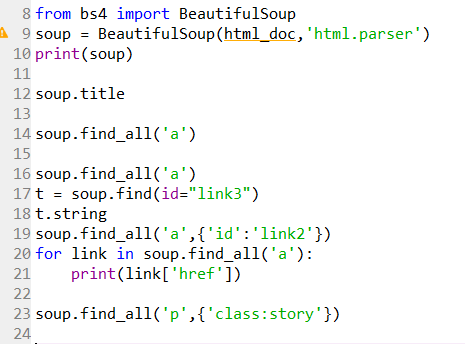 8 from bs4 import BeautifulSoup
9 soup = BeautifulSoup(html_doc,'html.parser')
10 print(soup)
11
12 soup.title
13
14 soup.find_all('a')
15
16 soup.find_all('a')
17 t = soup.find(id="link3")
18 t.string
19 soup.find_all('a',{'id':'link2'})
20 for link in soup.find_all('a'):
21     print(link['href'])
22
23 soup.find_all('p',{'class:story'})
24